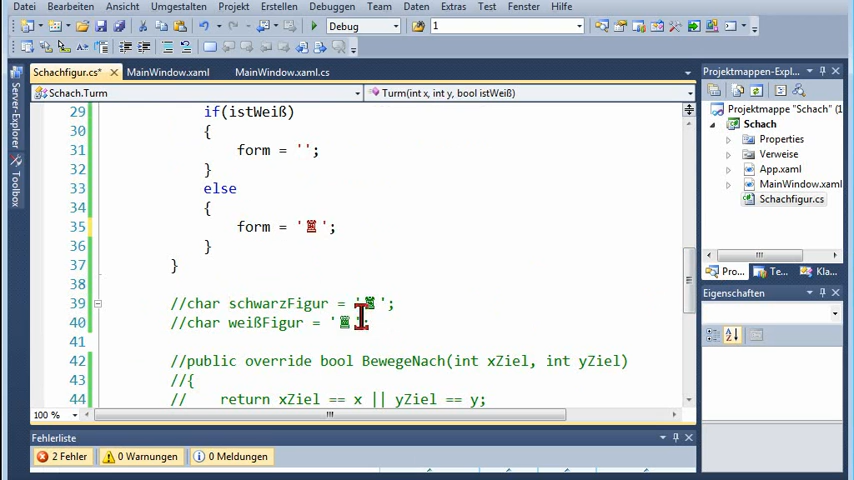 Datei Bearbeiten Ansicht Umgestalten Projekt Erstellen Debuggen Team Daten Extras Test Fenster Hilfe
Debug 1
Schachfigur.cs* MainWindow.xaml MainWindow.xaml.cs
Schach.Turm Turm(int x, int y, bool istWeiß)
29 if(istWeiß)
30 {
31 form = '';
32 }
33 else
34 {
35 form = '♜';
36 }
37 }
38
39 //char schwarzFigur = '♜';
40 //char weißFigur = '♖';
41
42 //public override bool BewegeNach(int xZiel, int yZiel)
43 //{
44 // return xZiel == x || yZiel == y;
100 %
Fehlerliste
2 Fehler 0 Warnungen 0 Meldungen
Server-Explorer
Toolbox
Projektmappen-Expl...
Projektmappe "Schach" (1
Schach
Properties
Verweise
App.xaml
MainWindow.xaml
Schachfigur.cs
Pro... Te... Kla...
Eigenschaften